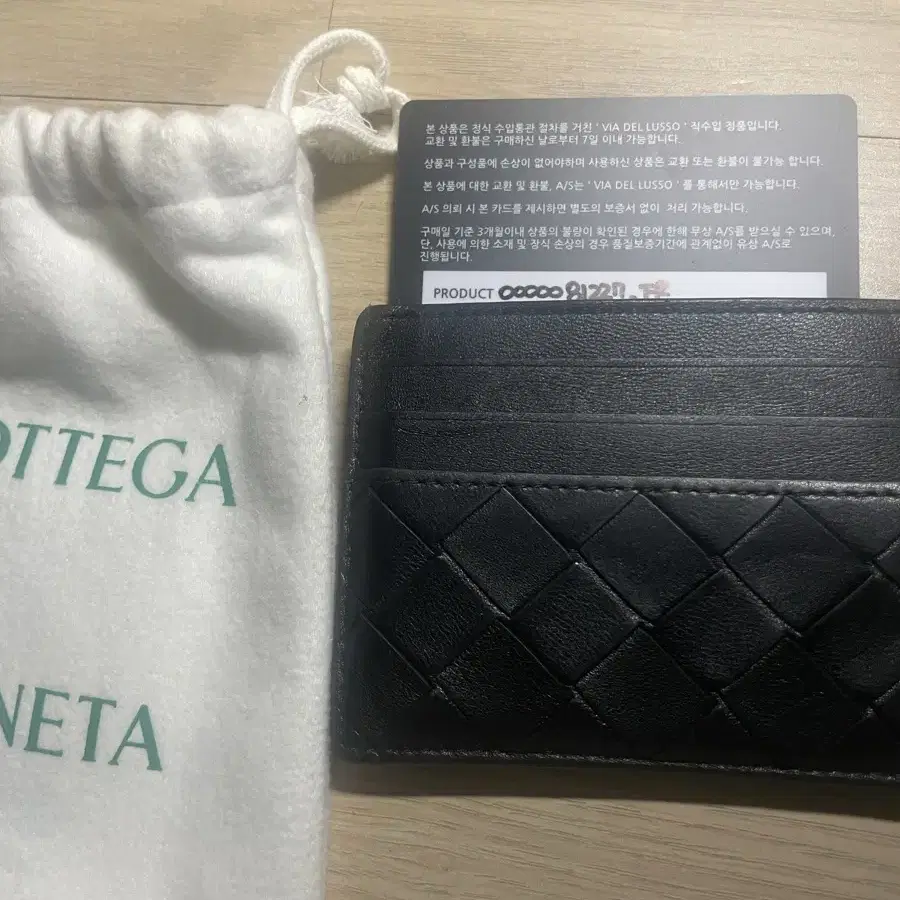 OTTEGA
NETA
본 상품은 정식 수입통관 절차를 거친 ' VIA DEL LUSSO ' 직수입 정품입니다.
교환 및 환불은 구매하신 날로부터 7일 이내 가능합니다.
상품과 구성품에 손상이 없어야하며 사용하신 상품은 교환 또는 환불이 불가능 합니다.
본 상품에 대한 교환 및 환불, A/S는 ' VIA DEL LUSSO ' 를 통해서만 가능합니다.
A/S 의뢰 시 본 카드를 제시하면 별도의 보증서 없이 처리 가능합니다.
구매일 기준 3개월이내 상품의 불량이 확인된 경우에 한해 무상 A/S를 받으실 수 있으며,
단, 사용에 의한 소재 및 장식 손상의 경우 품질보증기간에 관계없이 유상 A/S로
진행됩니다.
PRODUCT 00000 81227